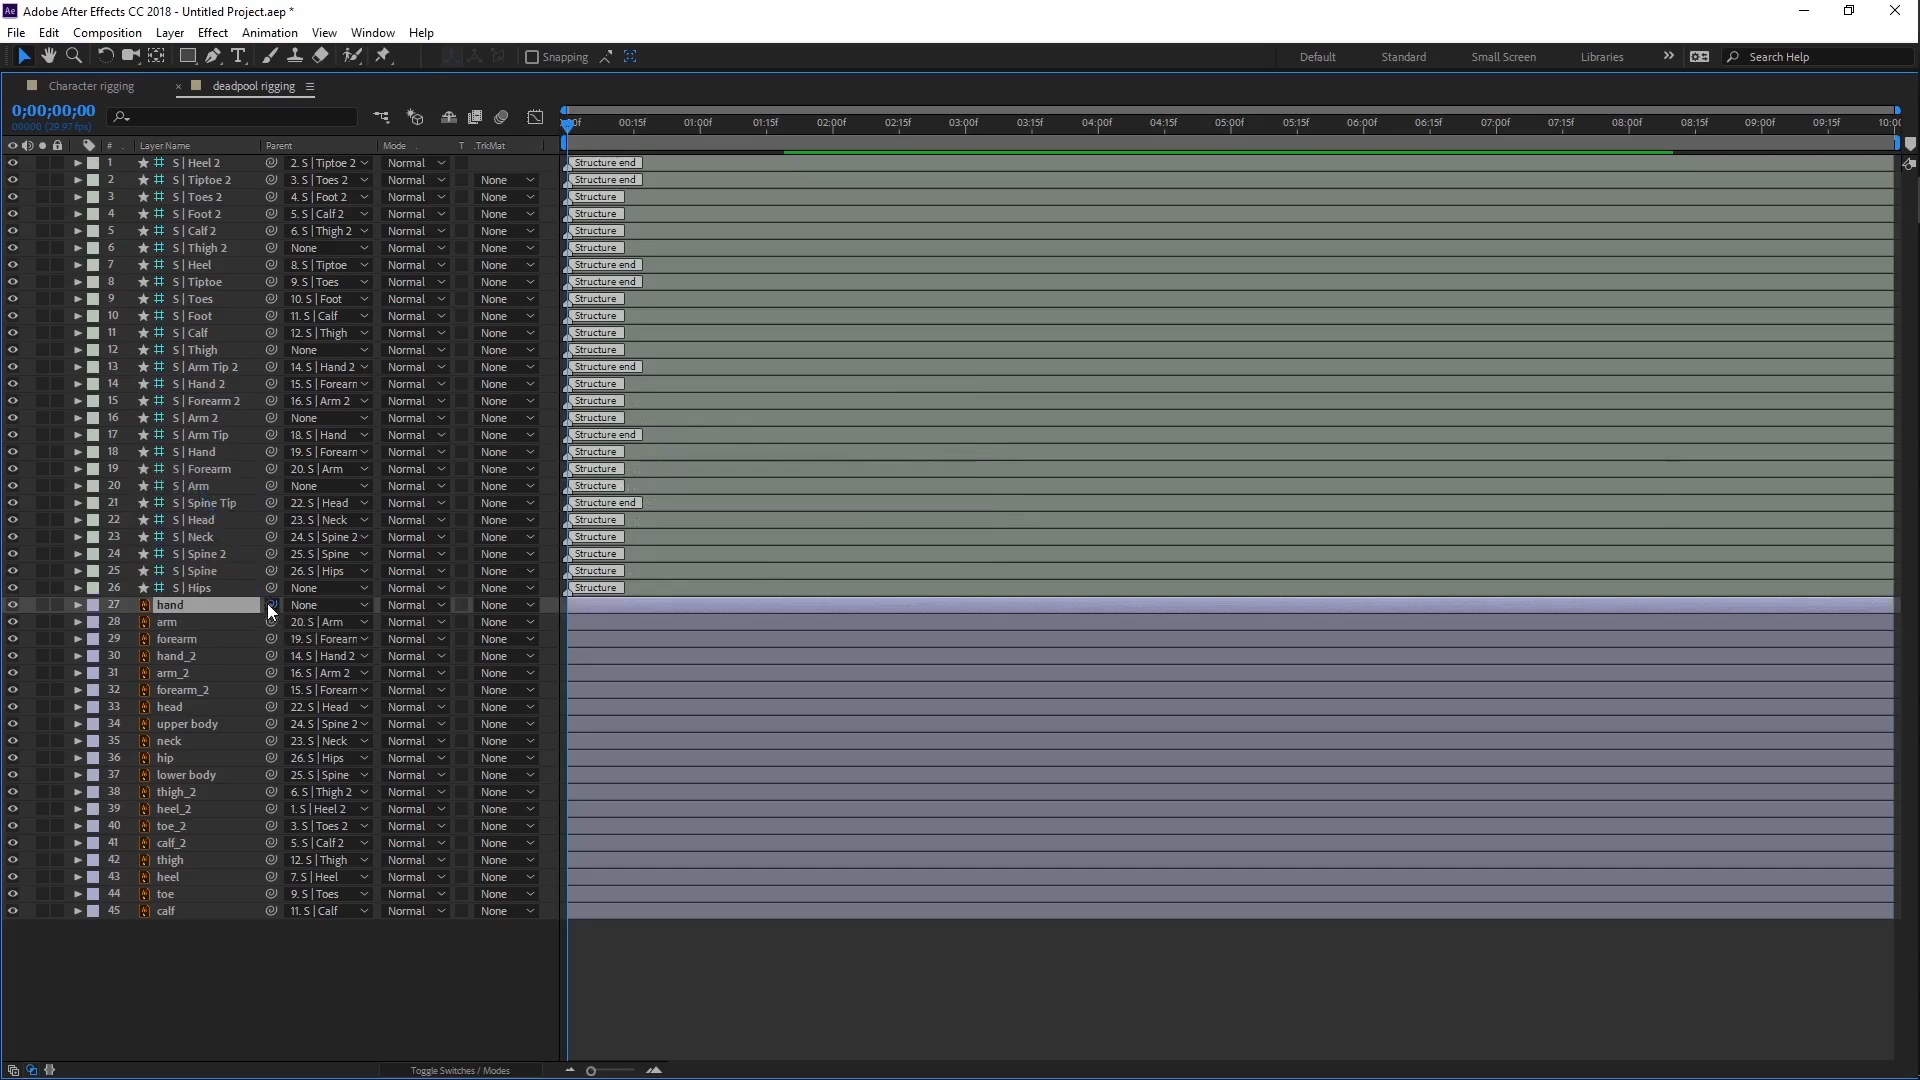 Ae Adobe After Effects CC 2018 - Untitled Project.aep *
File Edit Composition Layer Effect Animation View Window Help
Snapping Default Standard Small Screen Libraries Search Help
Character rigging × deadpool rigging
0;00;00;00
00000 (29.97 fps)
00f 00:15f 01:00f 01:15f 02:00f 02:15f 03:00f 03:15f 04:00f 04:15f 05:00f 05:15f 06:00f 06:15f 07:00f 07:15f 08:00f 08:15f 09:00f 09:15f 10:00
# Layer Name Parent Mode T .TrkMat
1 S | Heel 2 2. S | Tiptoe 2 Normal Structure end
2 S | Tiptoe 2 3. S | Toes 2 Normal None Structure end
3 S | Toes 2 4. S | Foot 2 Normal None Structure
4 S | Foot 2 5. S | Calf 2 Normal None Structure
5 S | Calf 2 6. S | Thigh 2 Normal None Structure
6 S | Thigh 2 None Normal None Structure
7 S | Heel 8. S | Tiptoe Normal None Structure end
8 S | Tiptoe 9. S | Toes Normal None Structure end
9 S | Toes 10. S | Foot Normal None Structure
10 S | Foot 11. S | Calf Normal None Structure
11 S | Calf 12. S | Thigh Normal None Structure
12 S | Thigh None Normal None Structure
13 S | Arm Tip 2 14. S | Hand 2 Normal None Structure end
14 S | Hand 2 15. S | Forearn Normal None Structure
15 S | Forearm 2 16. S | Arm 2 Normal None Structure
16 S | Arm 2 None Normal None Structure
17 S | Arm Tip 18. S | Hand Normal None Structure end
18 S | Hand 19. S | Forearn Normal None Structure
19 S | Forearm 20. S | Arm Normal None Structure
20 S | Arm None Normal None Structure
21 S | Spine Tip 22. S | Head Normal None Structure end
22 S | Head 23. S | Neck Normal None Structure
23 S | Neck 24. S | Spine 2 Normal None Structure
24 S | Spine 2 25. S | Spine Normal None Structure
25 S | Spine 26. S | Hips Normal None Structure
26 S | Hips None Normal None Structure
27 hand None Normal None
28 arm 20. S | Arm Normal None
29 forearm 19. S | Forearn Normal None
30 hand_2 14. S | Hand 2 Normal None
31 arm_2 16. S | Arm 2 Normal None
32 forearm_2 15. S | Forearn Normal None
33 head 22. S | Head Normal None
34 upper body 24. S | Spine 2 Normal None
35 neck 23. S | Neck Normal None
36 hip 26. S | Hips Normal None
37 lower body 25. S | Spine Normal None
38 thigh_2 6. S | Thigh 2 Normal None
39 heel_2 1. S | Heel 2 Normal None
40 toe_2 3. S | Toes 2 Normal None
41 calf_2 5. S | Calf 2 Normal None
42 thigh 12. S | Thigh Normal None
43 heel 7. S | Heel Normal None
44 toe 9. S | Toes Normal None
45 calf 11. S | Calf Normal None
Toggle Switches / Modes